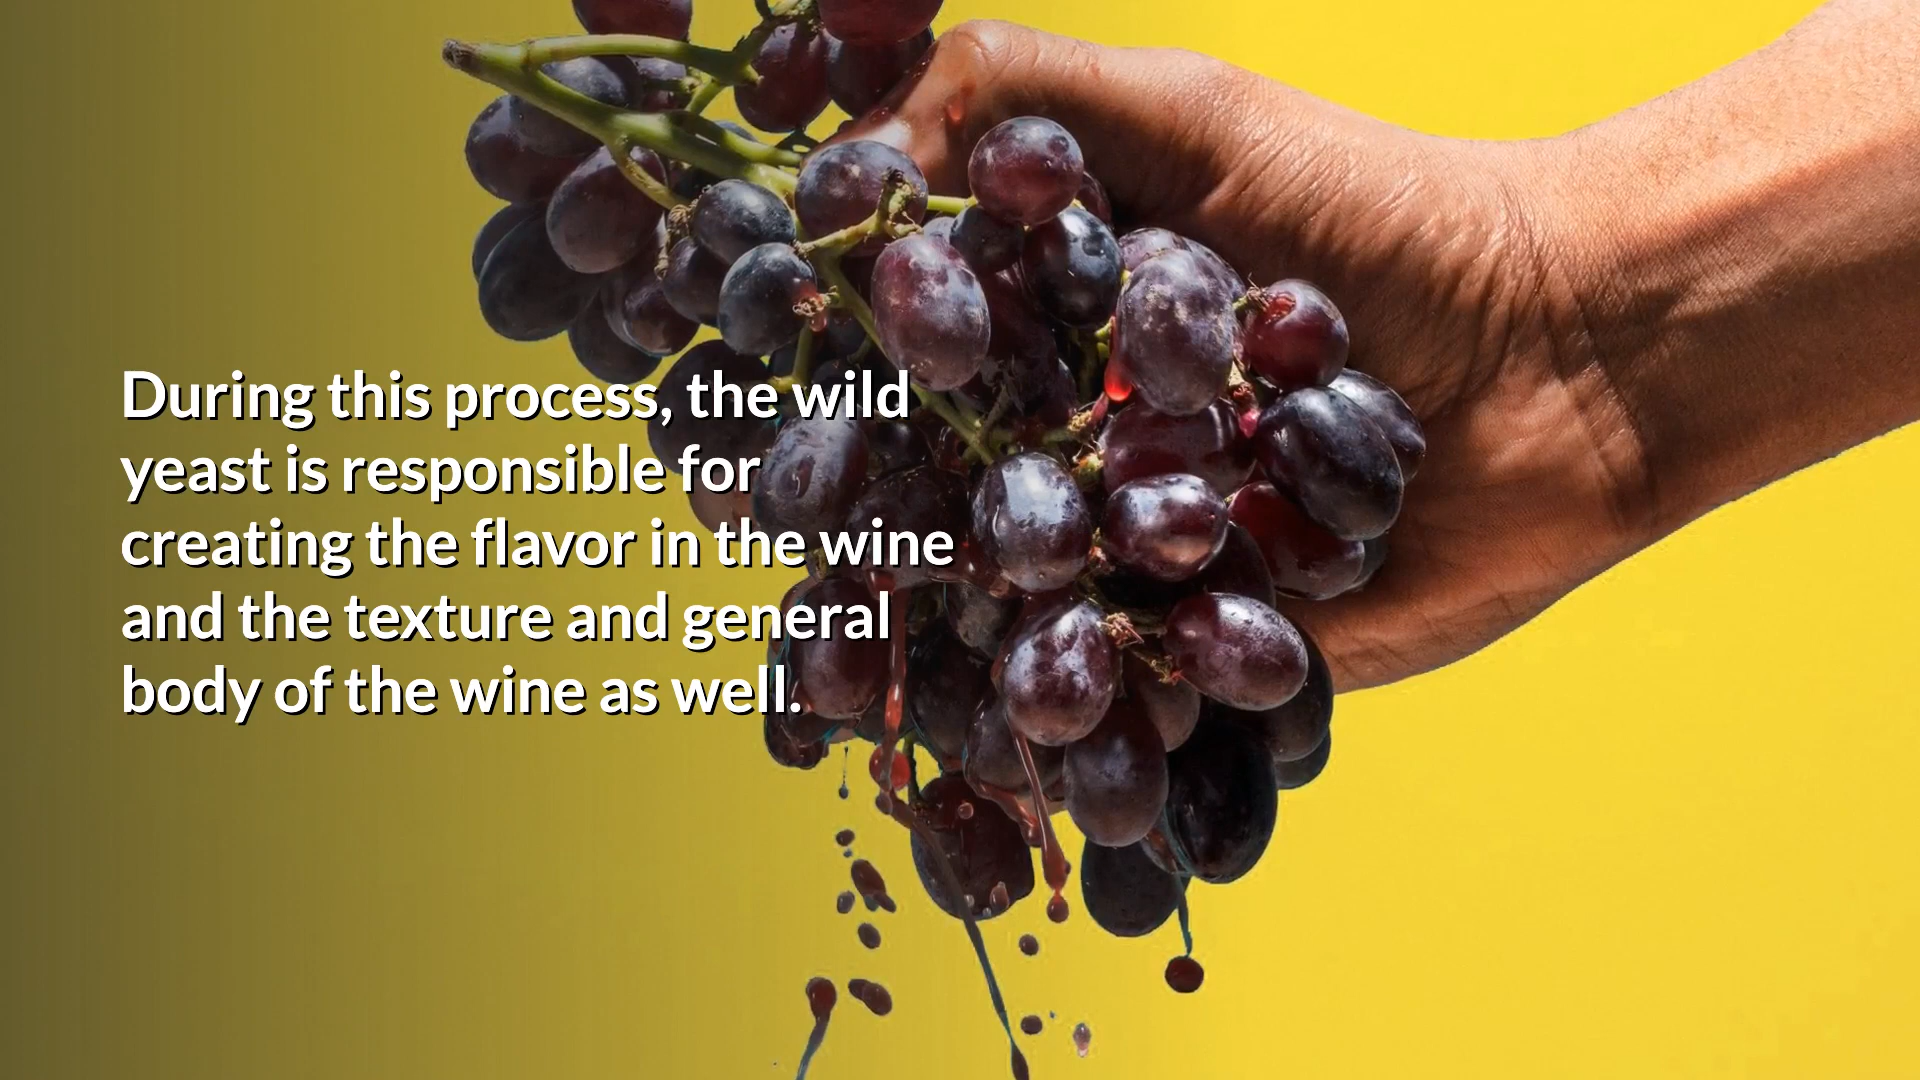 During this process, the wild
yeast is responsible for
creating the flavor in the wine
and the texture and general
body of the wine as well.